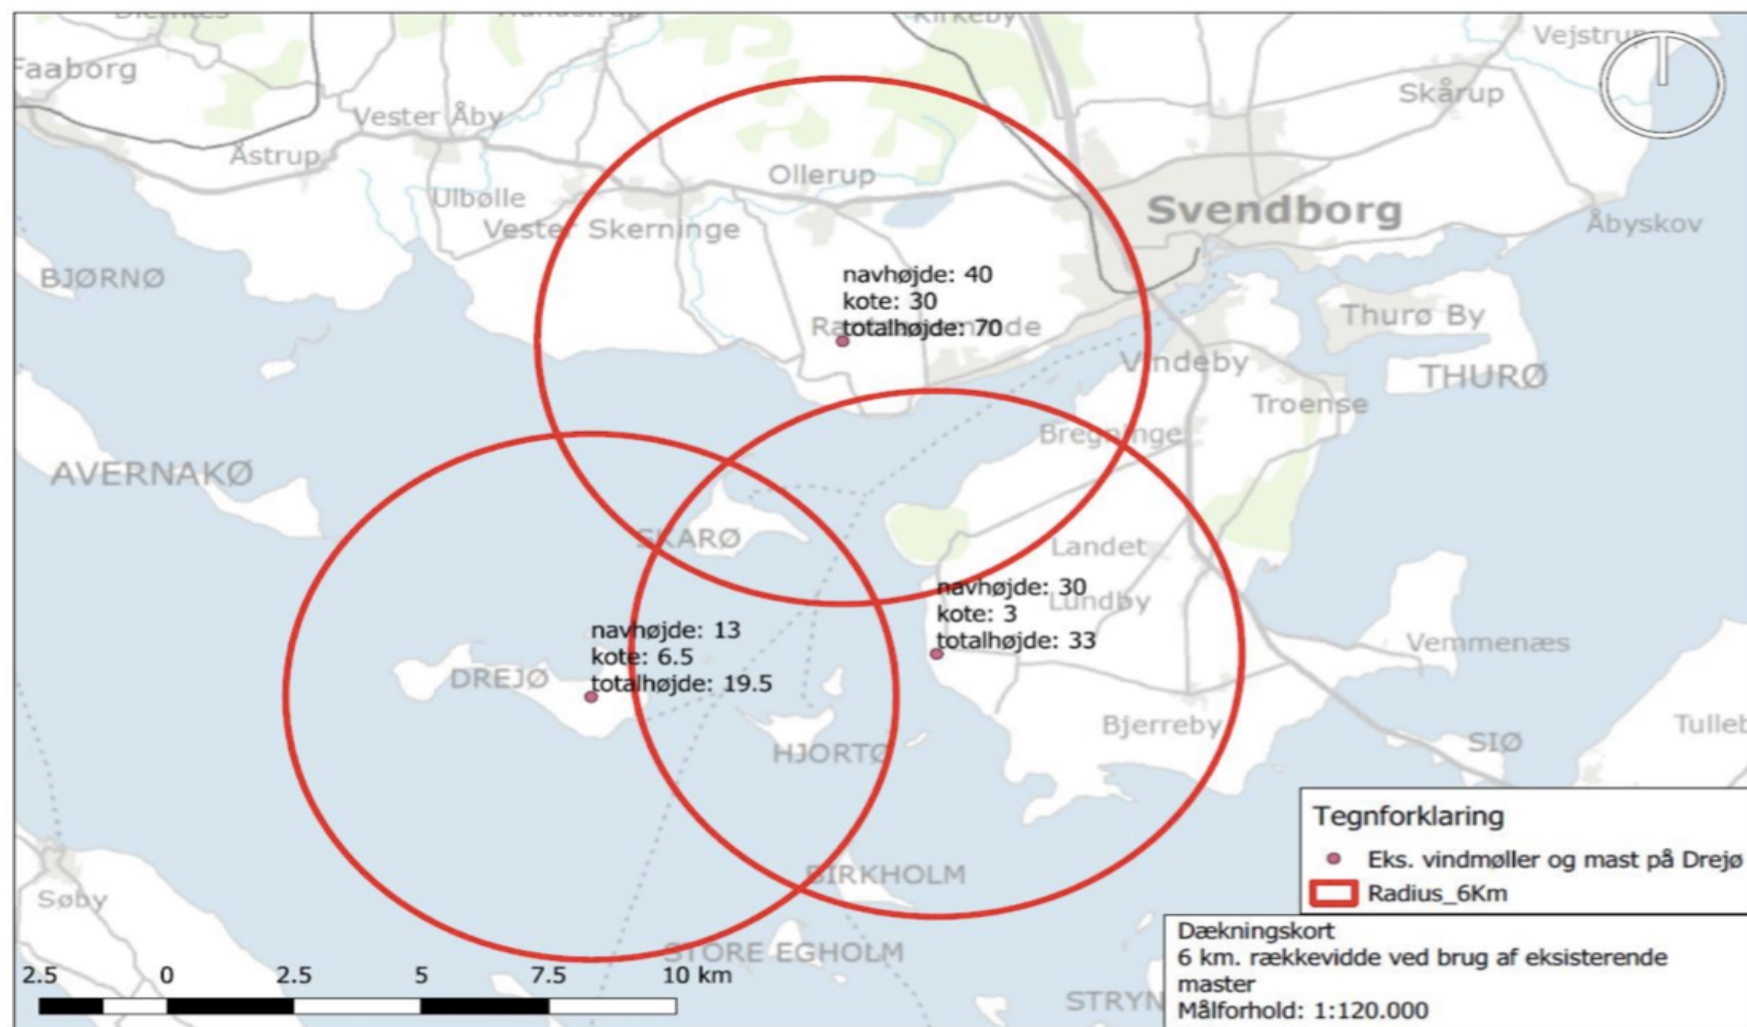 Kirkeby
Vejstrup
Faaborg
Skårup
Vester Åby
Åstrup
Ollerup
Ulbølle
Svendborg
Vester Skerninge
Åbyskov
BJØRNØ
navhøjde: 40
kote: 30
totalhøjde: 70
Thurø By
Vindeby
THURØ
Troense
Bregninge
AVERNAKØ
SKARØ
Landet
navhøjde: 30
kote: 3
totalhøjde: 33
Lundby
navhøjde: 13
kote: 6.5
totalhøjde: 19.5
Vemmenæs
DREJØ
Bjerreby
Tulleb
SIØ
HJORTØ
Tegnforklaring
Eks. vindmøller og mast på Drejø
Radius_6Km
BIRKHOLM
Søby
STORE EGHOLM
STRYN
Dækningskort
6 km. rækkevidde ved brug af eksisterende
master
Målforhold: 1:120.000
2.5 0 2.5 5 7.5 10 km